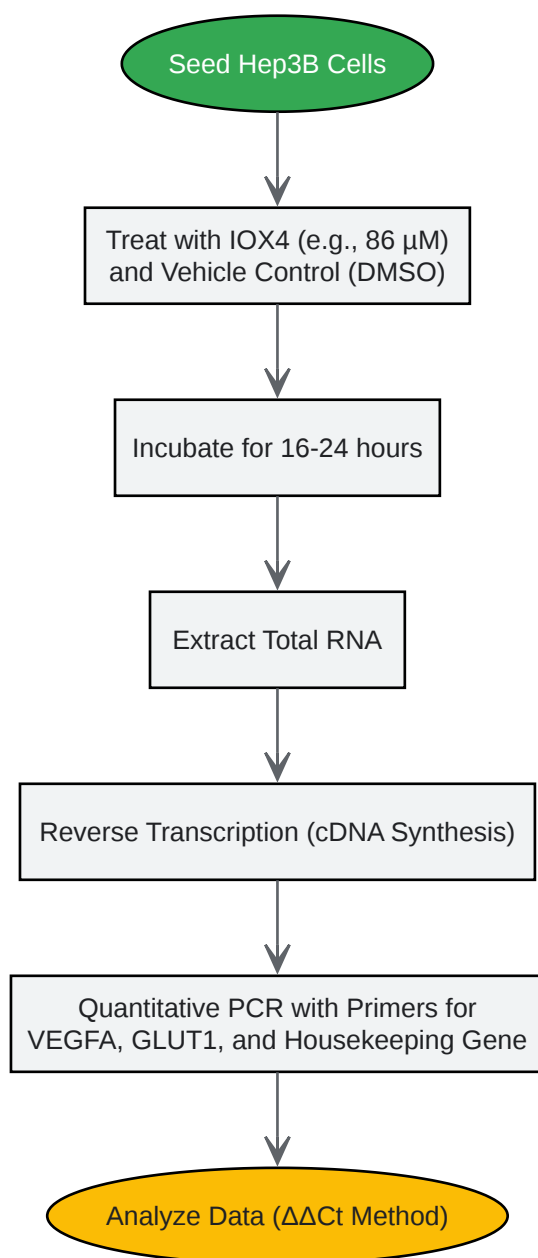 Seed Hep3B Cells
Treat with IOX4 (e.g., 86 µM)
and Vehicle Control (DMSO)
Incubate for 16-24 hours
Extract Total RNA
Reverse Transcription (cDNA Synthesis)
Quantitative PCR with Primers for
VEGFA, GLUT1, and Housekeeping Gene
Analyze Data (ΔΔCt Method)